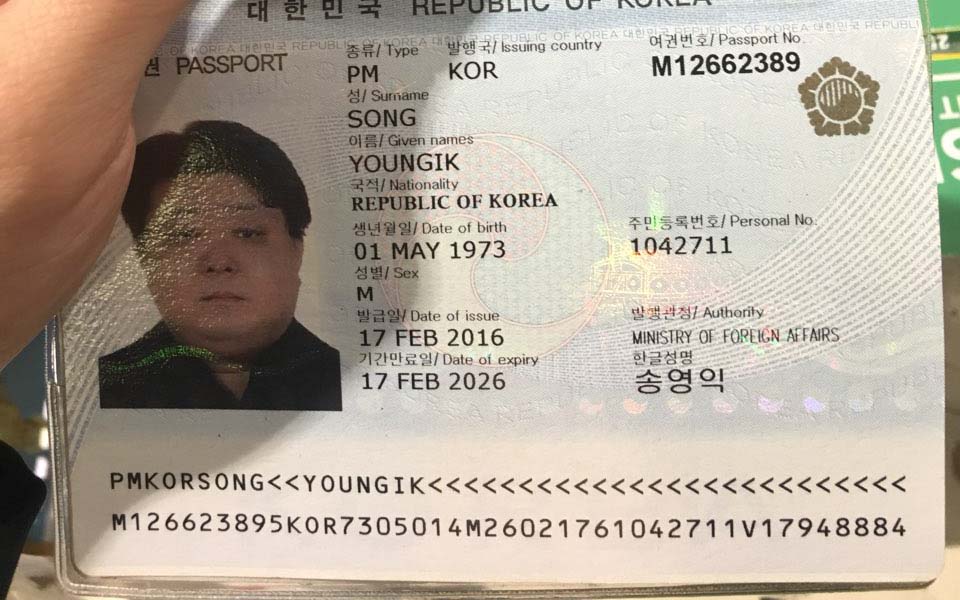 대한민국 REPUBLIC OF KOREA
권 PASSPORT
종류/ Type 발행국/ Issuing country 여권번호/ Passport No.
PM KOR M12662389
성/ Surname
SONG
이름/ Given names
YOUNGIK
국적/ Nationality
REPUBLIC OF KOREA
생년월일/ Date of birth 주민등록번호/ Personal No.
01 MAY 1973 1042711
성별/ Sex
M
발급일/ Date of issue 발행관청/ Authority
17 FEB 2016 MINISTRY OF FOREIGN AFFAIRS
기간만료일/ Date of expiry 한글성명
17 FEB 2026 송영익
PMKORSONG<<YOUNGIK<<<<<<<<<<<<<<<<<<<<<<<<<<
M126623895KOR7305014M26021761042711V17948884